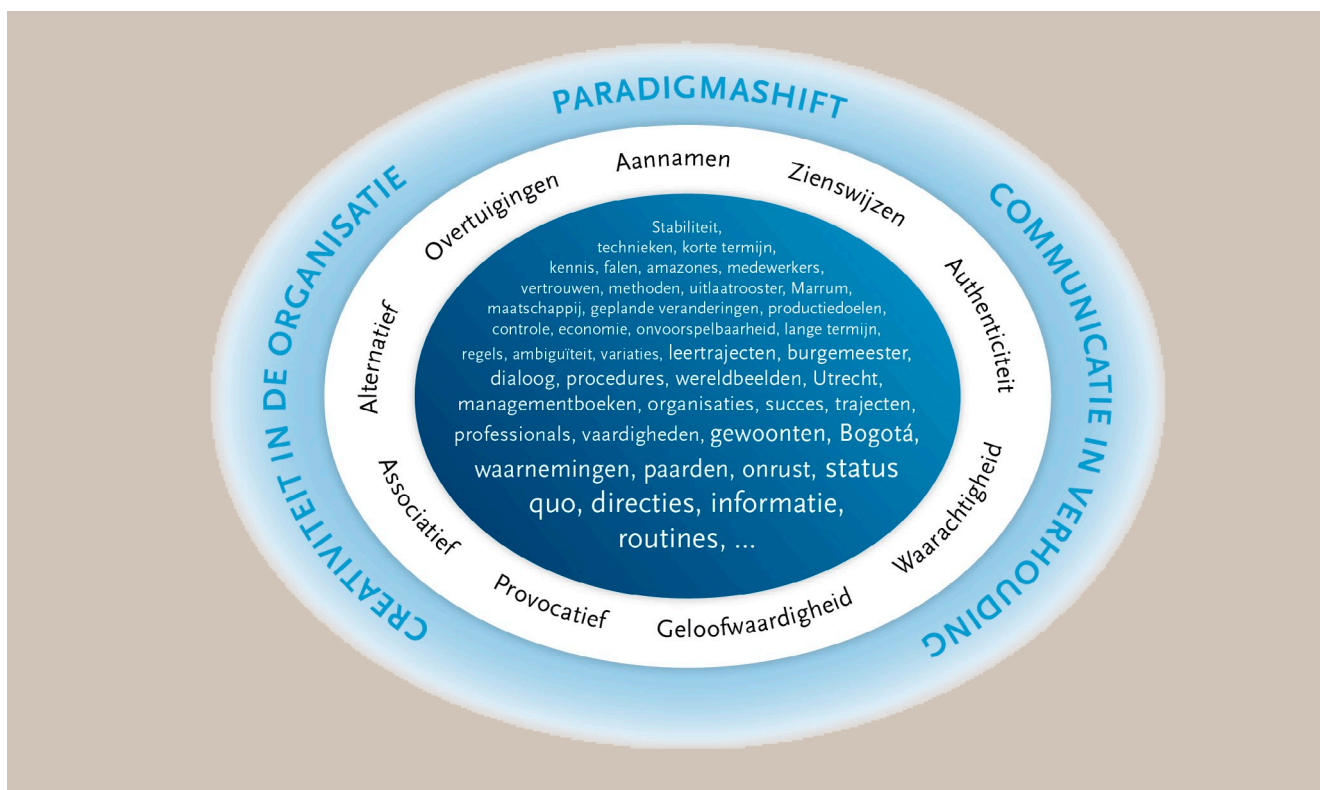 PARADIGMASHIFT
COMMUNICATIE IN VERHOUDING
CREATIVITEIT IN DE ORGANISATIE
Overtuigingen
Aannamen
Zienswijzen
Authenticiteit
Waarachtigheid
Geloofwaardigheid
Provocatief
Associatief
Alternatief
Stabiliteit,
technieken, korte termijn,
kennis, falen, amazones, medewerkers,
vertrouwen, methoden, uitlaatrooster, Marrum,
maatschappij, geplande veranderingen, productiedoelen,
controle, economie, onvoorspelbaarheid, lange termijn,
regels, ambiguïteit, variaties, leertrajecten, burgemeester,
dialoog, procedures, wereldbeelden, Utrecht,
managementboeken, organisaties, succes, trajecten,
professionals, vaardigheden, gewoonten, Bogotá,
waarnemingen, paarden, onrust, status
quo, directies, informatie,
routines, ...